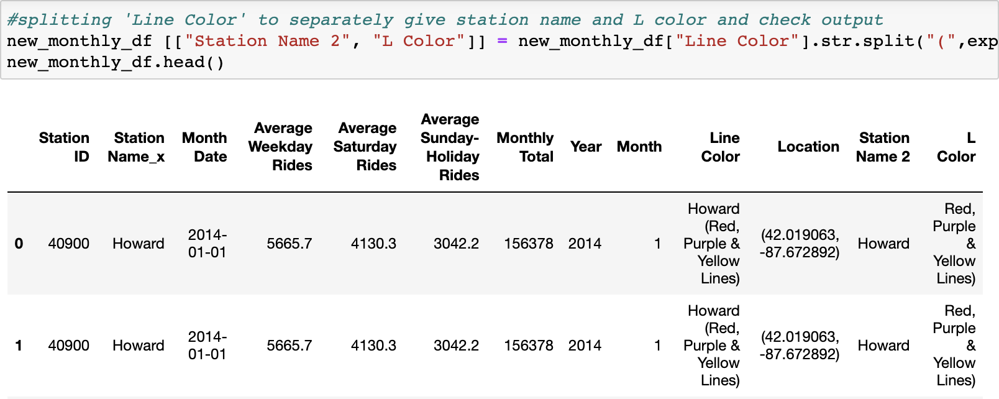 #splitting 'Line Color' to separately give station name and L color and check output
new_monthly_df [["Station Name 2", "L Color"]] = new_monthly_df["Line Color"].str.split("(",exp
new_monthly_df.head()
Station ID Station Name_x Month Date Average Weekday Rides Average Saturday Rides Average Sunday-Holiday Rides Monthly Total Year Month Line Color Location Station Name 2 L Color
0 40900 Howard 2014-01-01 5665.7 4130.3 3042.2 156378 2014 1 Howard (Red, Purple & Yellow Lines) (42.019063, -87.672892) Howard Red, Purple & Yellow Lines)
1 40900 Howard 2014-01-01 5665.7 4130.3 3042.2 156378 2014 1 Howard (Red, Purple & Yellow Lines) (42.019063, -87.672892) Howard Red, Purple & Yellow Lines)